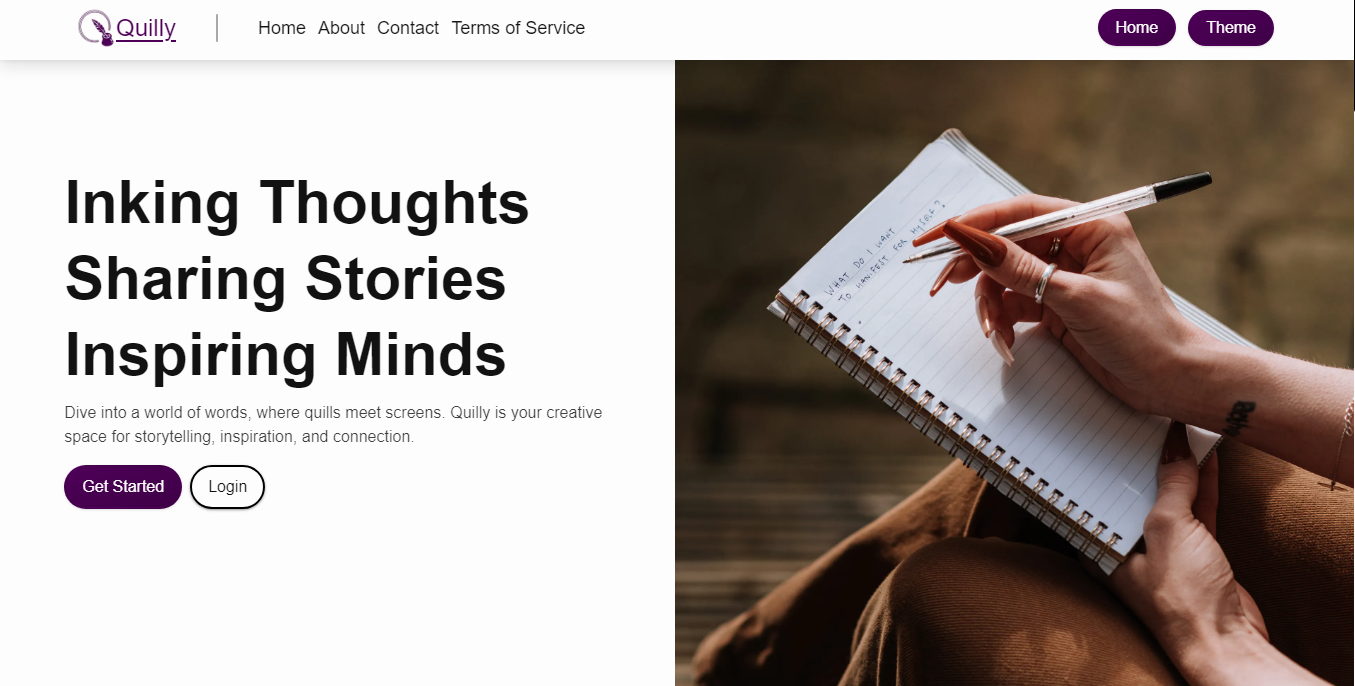 Quilly
Home About Contact Terms of Service
Home Theme
Inking Thoughts
Sharing Stories
Inspiring Minds
Dive into a world of words, where quills meet screens. Quilly is your creative
space for storytelling, inspiration, and connection.
Get Started Login
WHAT DO I WANT
TO MANIFEST FOR MYSELF?